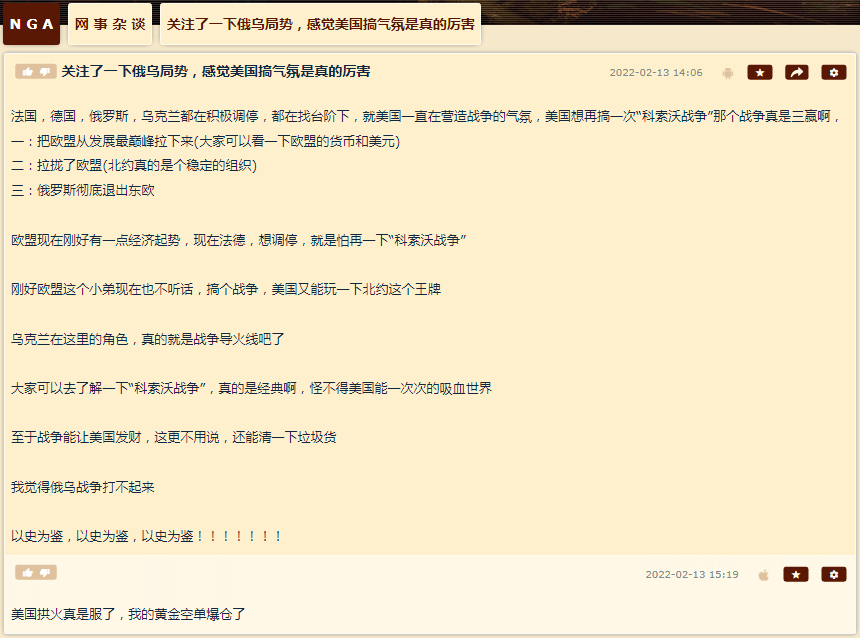 NGA
网事杂谈
关注了一下俄乌局势，感觉美国搞气氛是真的厉害
关注了一下俄乌局势，感觉美国搞气氛是真的厉害
2022-02-13 14:06
法国，德国，俄罗斯，乌克兰都在积极调停，都在找台阶下，就美国一直在营造战争的气氛，美国想再搞一次“科索沃战争”那个战争真是三赢啊，
一：把欧盟从发展最巅峰拉下来(大家可以看一下欧盟的货币和美元)
二：拉拢了欧盟(北约真的是个稳定的组织)
三：俄罗斯彻底退出东欧
欧盟现在刚好有一点经济起势，现在法德，想调停，就是怕再一下“科索沃战争”
刚好欧盟这个小弟现在也不听话，搞个战争，美国又能玩一下北约这个王牌
乌克兰在这里的角色，真的就是战争导火线吧了
大家可以去了解一下“科索沃战争”，真的是经典啊，怪不得美国能一次次的吸血世界
至于战争能让美国发财，这更不用说，还能清一下垃圾货
我觉得俄乌战争打不起来
以史为鉴，以史为鉴，以史为鉴！！！！！！！
2022-02-13 15:19
美国拱火真是服了，我的黄金空单爆仓了